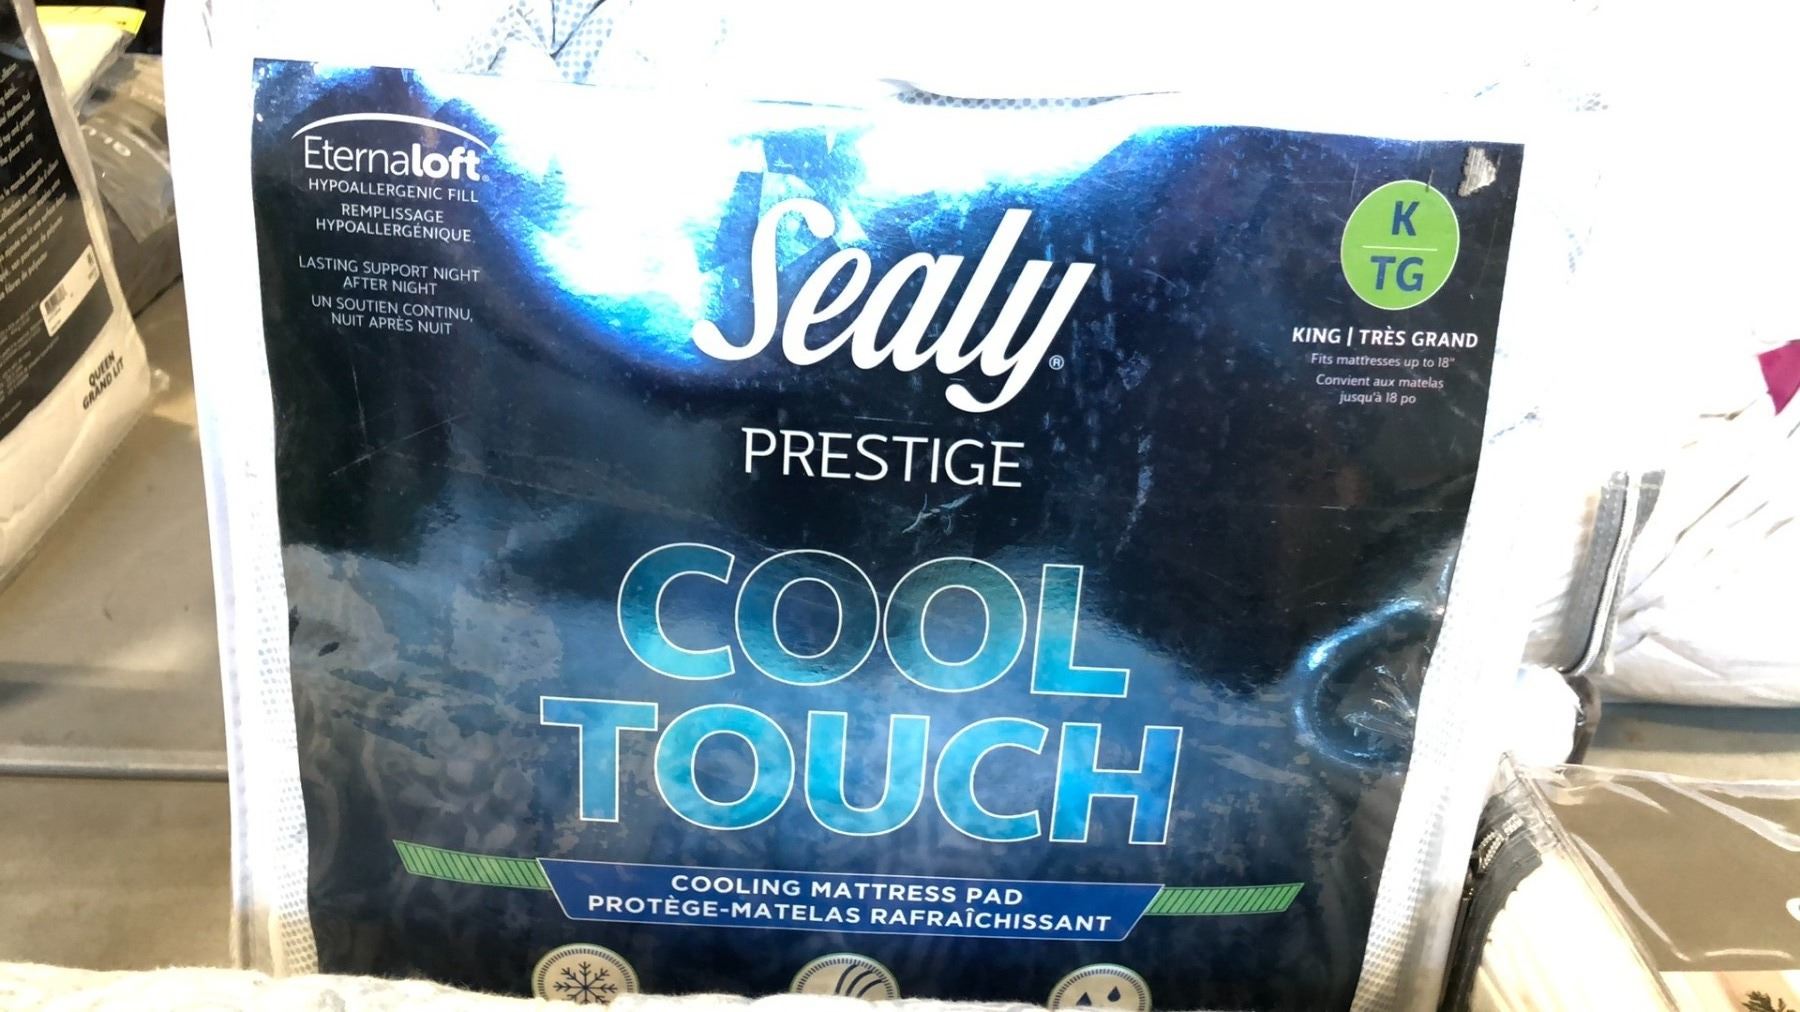 Eternaloft®
HYPOALLERGENIC FILL
REMPLISSAGE
HYPOALLERGÉNIQUE
LASTING SUPPORT NIGHT
AFTER NIGHT
UN SOUTIEN CONTINU,
NUIT APRÈS NUIT
Sealy®
PRESTIGE
K
TG
KING | TRÈS GRAND
Fits mattresses up to 18"
Convient aux matelas
jusqu'à 18 po
COOL
TOUCH
COOLING MATTRESS PAD
PROTÈGE-MATELAS RAFRAÎCHISSANT
QUEEN
GRAND LIT